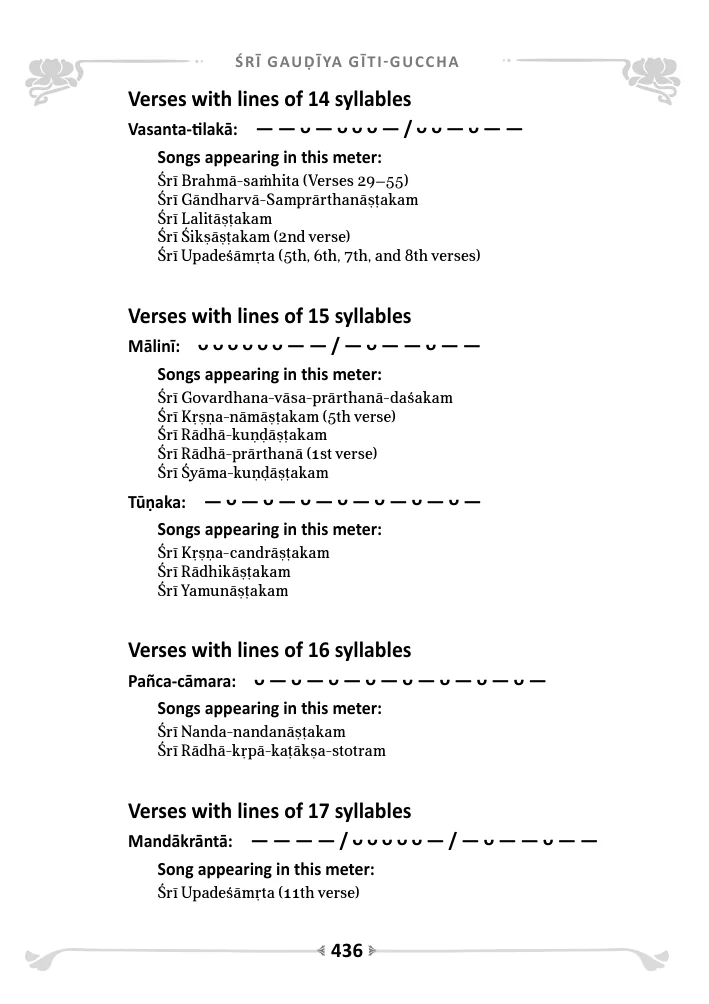 ŚRĪ GAUḌĪYA GĪTI-GUCCHA
Verses with lines of 14 syllables
Vasanta-tilakā: — — ᴗ — ᴗ ᴗ ᴗ — / ᴗ ᴗ — ᴗ — —
Songs appearing in this meter:
Śrī Brahmā-saṁhita (Verses 29–55)
Śrī Gāndharvā-Samprārthanāṣṭakam
Śrī Lalitāṣṭakam
Śrī Śikṣāṣṭakam (2nd verse)
Śrī Upadeśāmṛta (5th, 6th, 7th, and 8th verses)
Verses with lines of 15 syllables
Mālinī: ᴗ ᴗ ᴗ ᴗ ᴗ ᴗ — — / — ᴗ — — ᴗ — —
Songs appearing in this meter:
Śrī Govardhana-vāsa-prārthanā-daśakam
Śrī Kṛṣṇa-nāmāṣṭakam (5th verse)
Śrī Rādhā-kuṇḍāṣṭakam
Śrī Rādhā-prārthanā (1st verse)
Śrī Śyāma-kuṇḍāṣṭakam
Tūṇaka: — ᴗ — ᴗ — ᴗ — ᴗ — ᴗ — ᴗ — ᴗ —
Songs appearing in this meter:
Śrī Kṛṣṇa-candrāṣṭakam
Śrī Rādhikāṣṭakam
Śrī Yamunāṣṭakam
Verses with lines of 16 syllables
Pañca-cāmara: ᴗ — ᴗ — ᴗ — ᴗ — ᴗ — ᴗ — ᴗ — ᴗ —
Songs appearing in this meter:
Śrī Nanda-nandanāṣṭakam
Śrī Rādhā-kṛpā-kaṭākṣa-stotram
Verses with lines of 17 syllables
Mandākrāntā: — — — — / ᴗ ᴗ ᴗ ᴗ ᴗ — / — ᴗ — — ᴗ — —
Song appearing in this meter:
Śrī Upadeśāmṛta (11th verse)
436